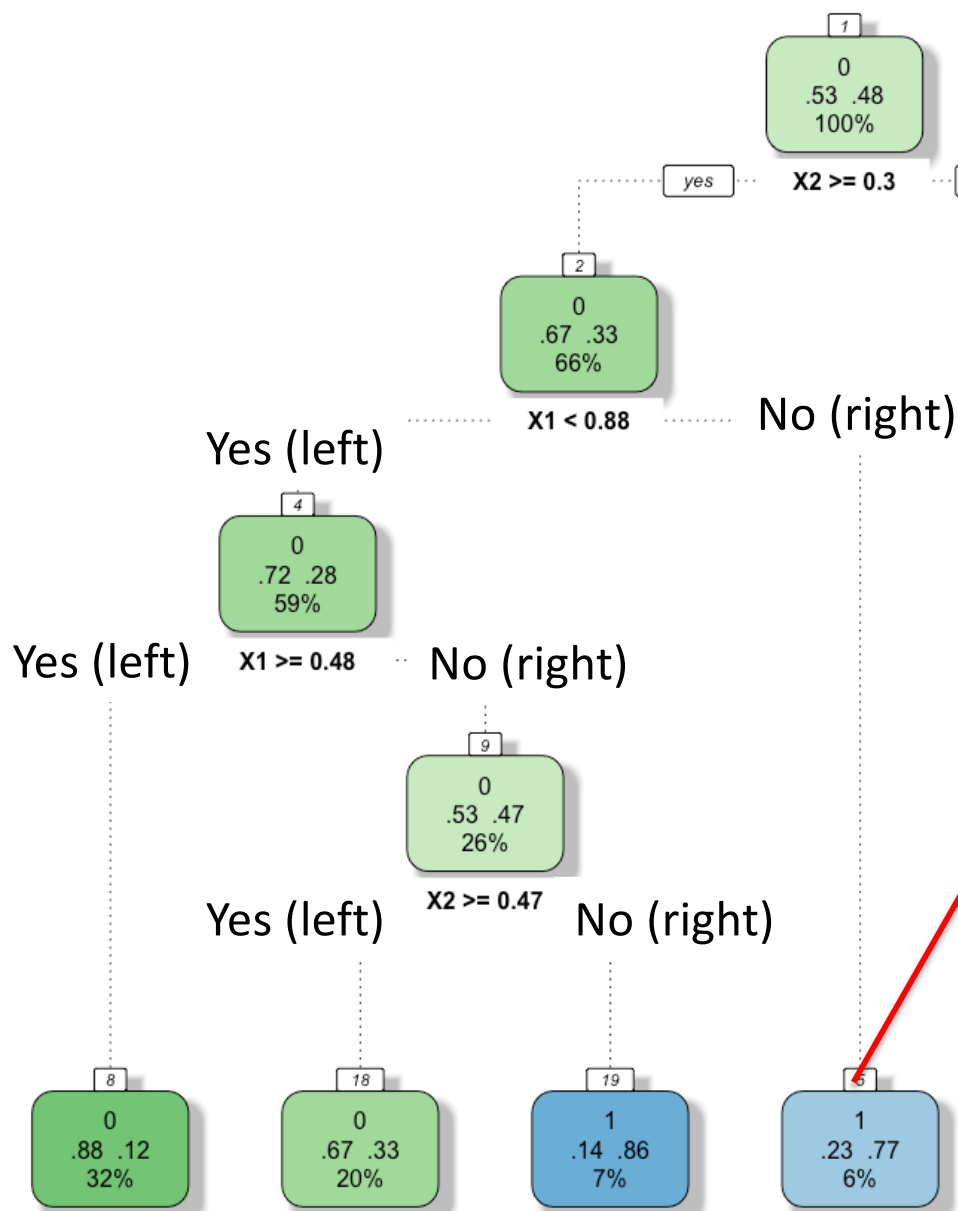 1
0
.53 .48
100%
yes
X2 >= 0.3
2
0
.67 .33
66%
X1 < 0.88
Yes (left)
No (right)
4
0
.72 .28
59%
X1 >= 0.48
Yes (left)
No (right)
9
0
.53 .47
26%
X2 >= 0.47
Yes (left)
No (right)
8
0
.88 .12
32%
18
0
.67 .33
20%
19
1
.14 .86
7%
5
1
.23 .77
6%